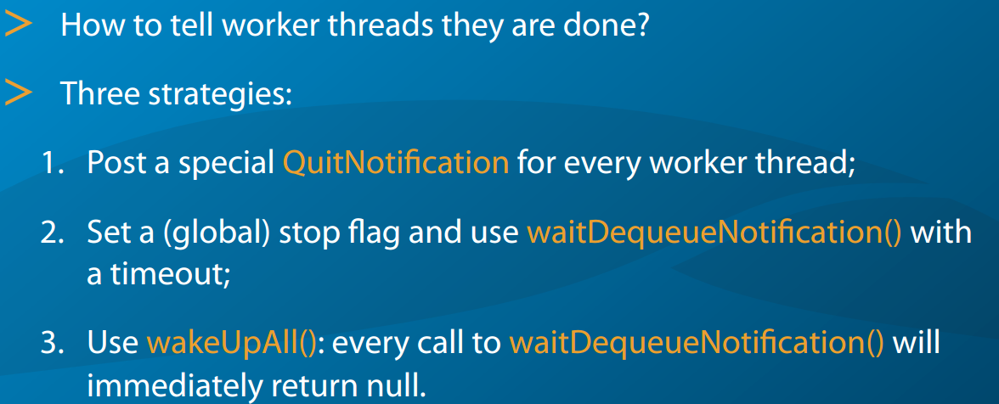 > How to tell worker threads they are done?
> Three strategies:
1. Post a special QuitNotification for every worker thread;
2. Set a (global) stop flag and use waitDequeueNotification() with
a timeout;
3. Use wakeUpAll(): every call to waitDequeueNotification() will
immediately return null.